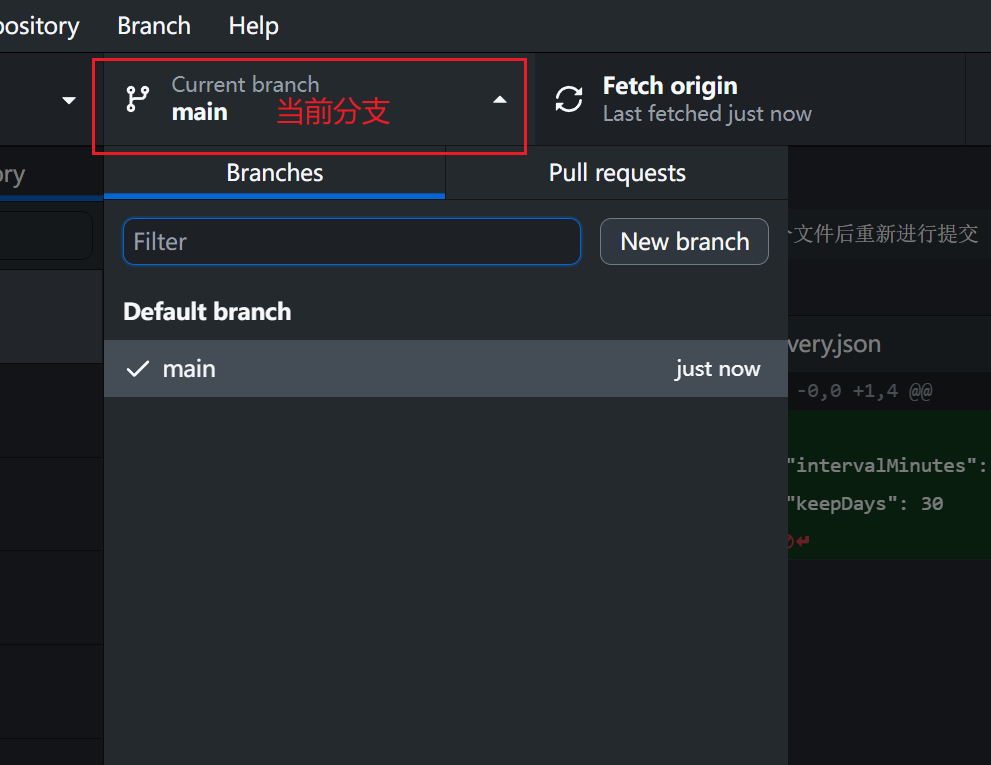 pository Branch Help
Current branch
main 当前分支
Fetch origin
Last fetched just now
ory
Branches
Pull requests
Filter
New branch
文件后重新进行提交
Default branch
main
just now
very.json
-0,0 +1,4 @@
"intervalMinutes":
"keepDays": 30